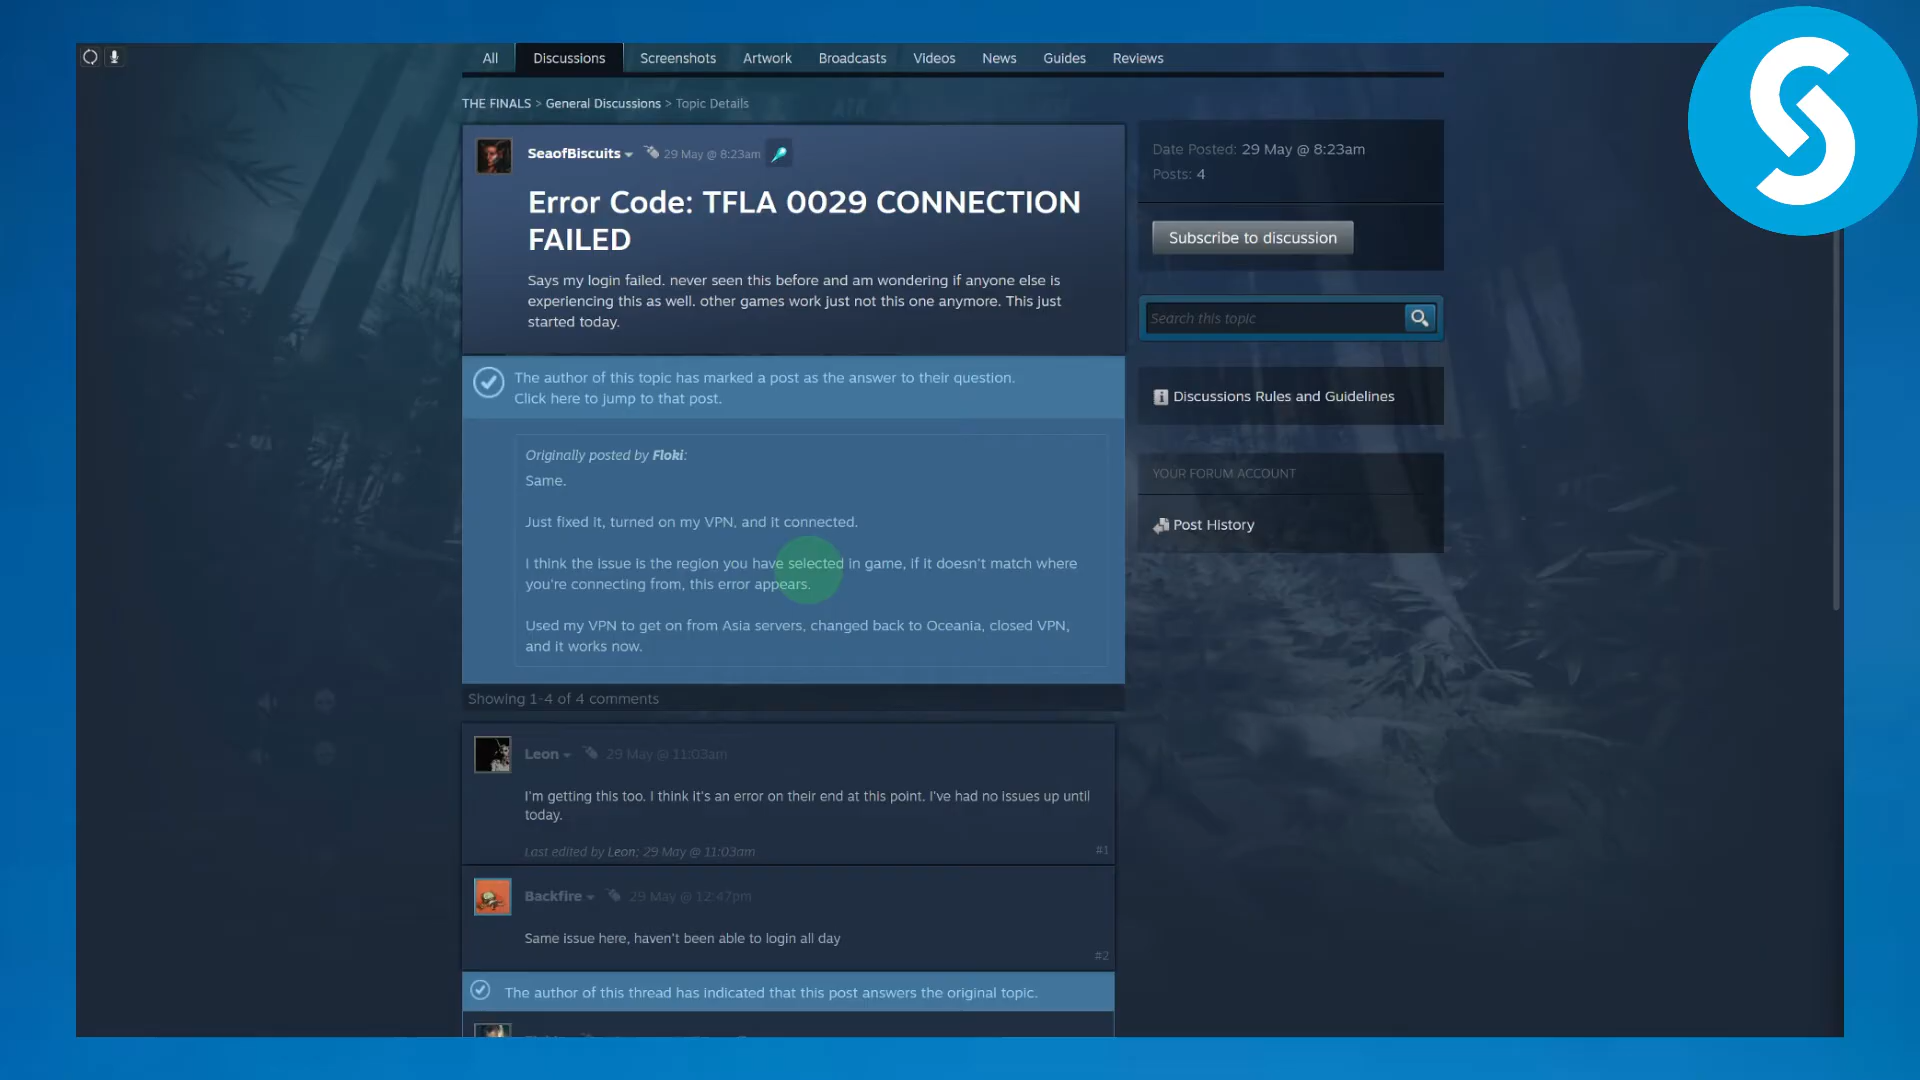 All Discussions Screenshots Artwork Broadcasts Videos News Guides Reviews
THE FINALS > General Discussions > Topic Details
SeaofBiscuits 29 May @ 8:23am
Error Code: TFLA 0029 CONNECTION
FAILED
Says my login failed. never seen this before and am wondering if anyone else is
experiencing this as well. other games work just not this one anymore. This just
started today.
The author of this topic has marked a post as the answer to their question.
Click here to jump to that post.
Originally posted by Floki:
Same.
Just fixed it, turned on my VPN, and it connected.
I think the issue is the region you have selected in game, if it doesn't match where
you're connecting from, this error appears.
Used my VPN to get on from Asia servers, changed back to Oceania, closed VPN,
and it works now.
Showing 1-4 of 4 comments
Leon 29 May @ 11:03am
I'm getting this too. I think it's an error on their end at this point. I've had no issues up until
today.
Last edited by Leon; 29 May @ 11:03am
#1
Backfire 29 May @ 12:47pm
Same issue here, haven't been able to login all day
#2
The author of this thread has indicated that this post answers the original topic.
Date Posted: 29 May @ 8:23am
Posts: 4
Subscribe to discussion
Search this topic
Discussions Rules and Guidelines
YOUR FORUM ACCOUNT
Post History